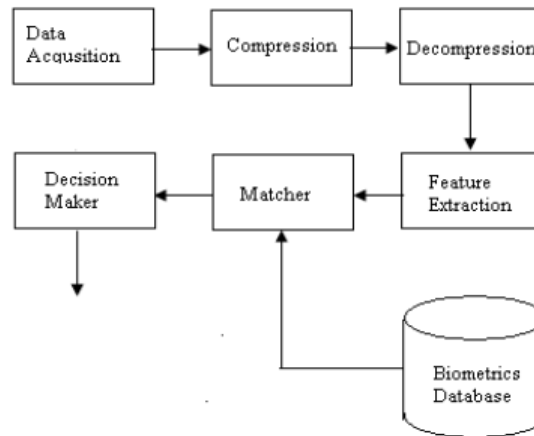 Data
Acqusition
Compression
Decompression
Decision
Maker
Matcher
Feature
Extraction
Biometrics
Database